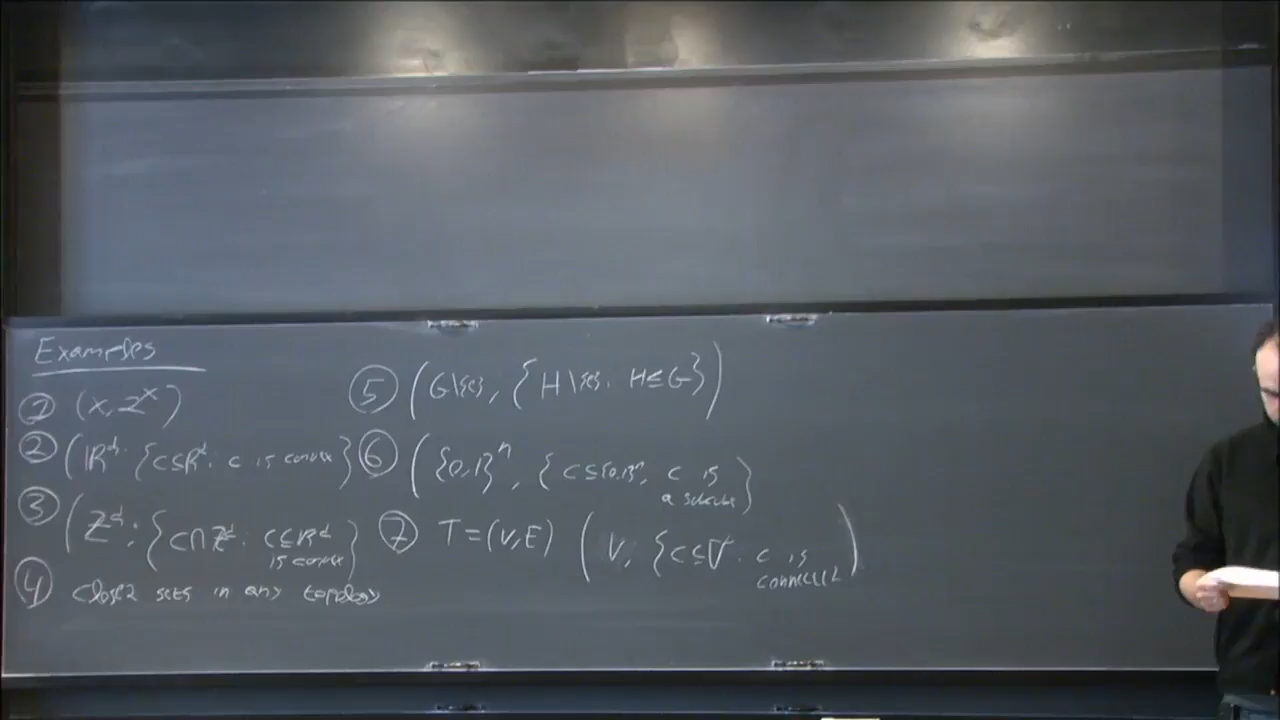 Examples
① (X, 2^X)
② (ℝ^d, {C⊆ℝ^d: C is convex})
③ (ℤ^d, {C∩ℤ^d: C⊆ℝ^d is convex})
④ closed sets in any topology
⑤ (G\{e}, {H\{e}: H≤G})
⑥ ({0,1}^n, {C⊆{0,1}^n, C is a subcube})
⑦ T=(V,E) (V, {C⊆V: C is connected})